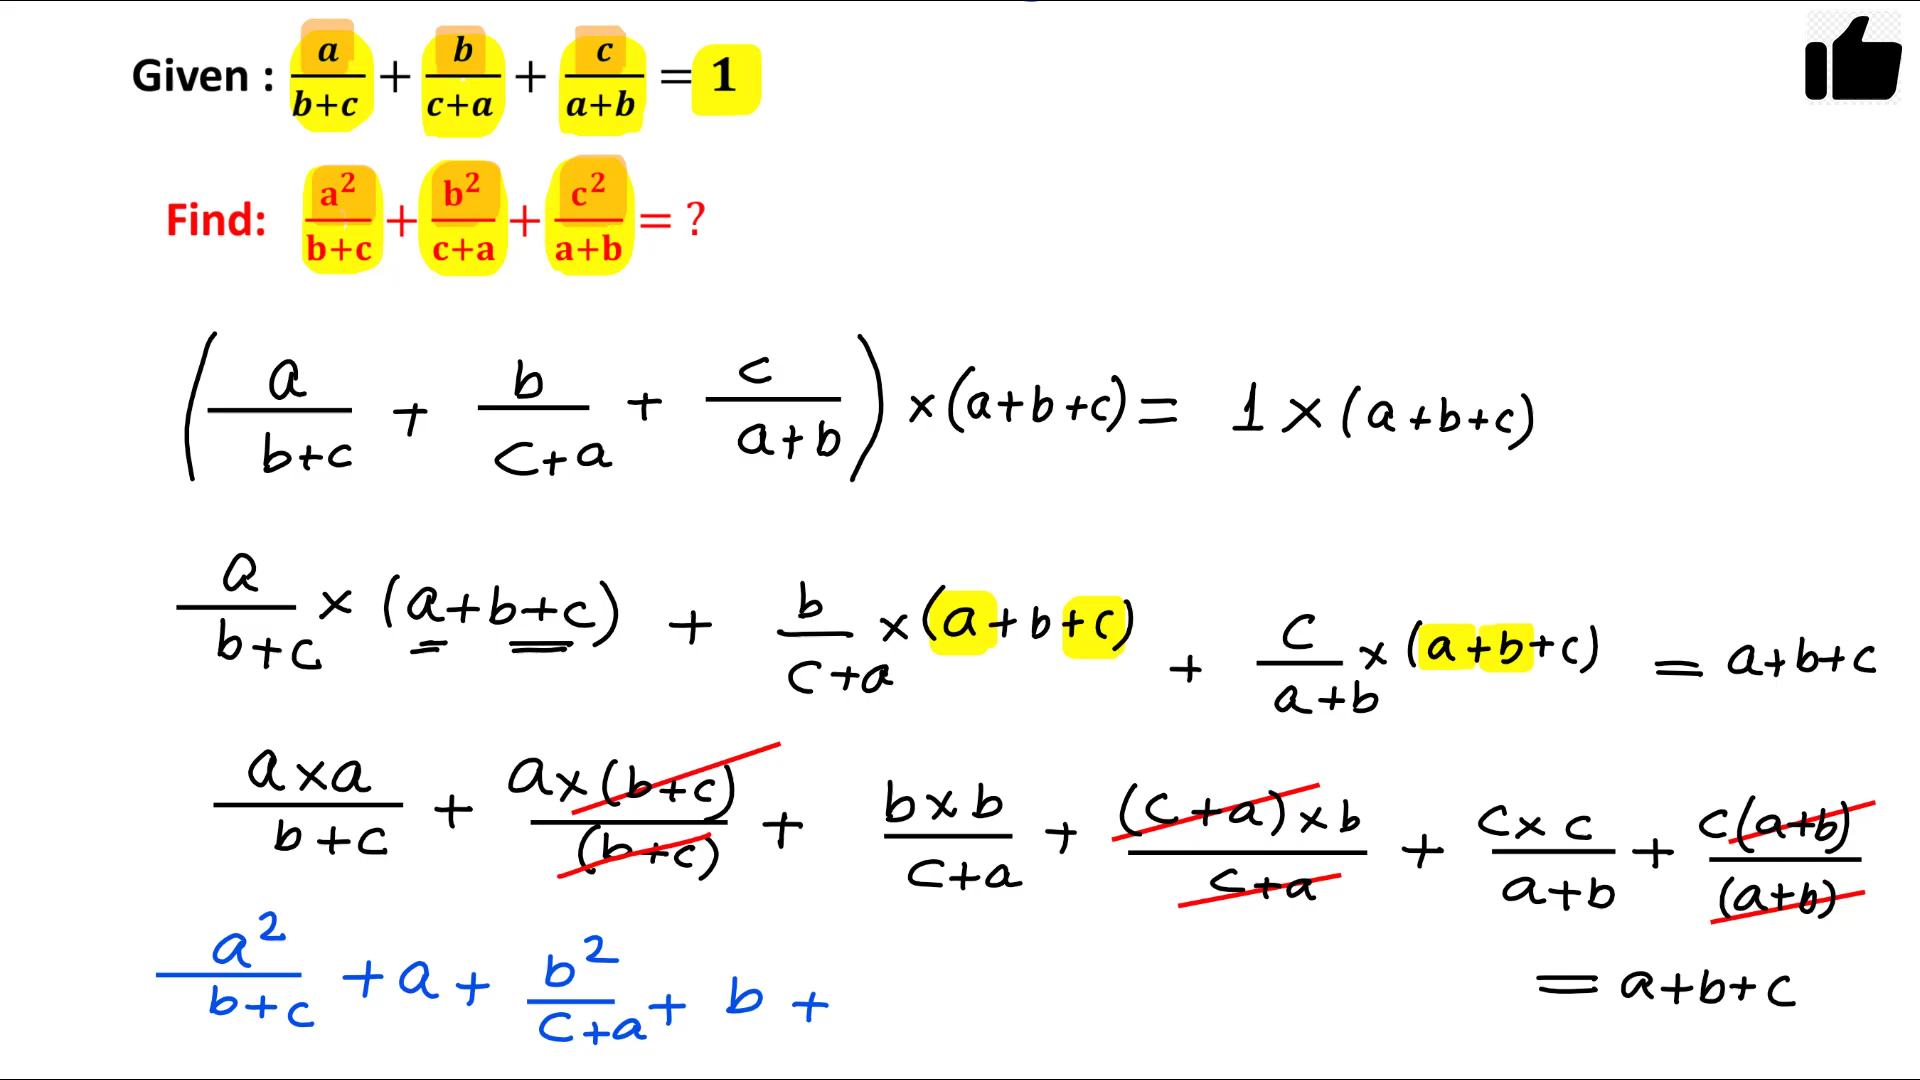 Given : a/(b+c) + b/(c+a) + c/(a+b) = 1
Find: a²/(b+c) + b²/(c+a) + c²/(a+b) = ?
(a/(b+c) + b/(c+a) + c/(a+b)) × (a+b+c) = 1 × (a+b+c)
a/(b+c) × (a+b+c) + b/(c+a) × (a+b+c) + c/(a+b) × (a+b+c) = a+b+c
a×a/(b+c) + a×(b+c)/(b+c) + b×b/(c+a) + (c+a)×b/(c+a) + c×c/(a+b) + c(a+b)/(a+b)
= a+b+c
a²/(b+c) + a + b²/(c+a) + b +